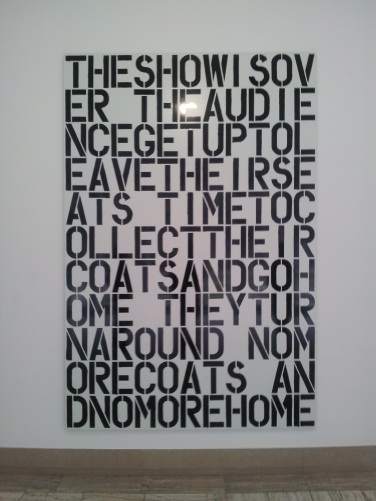 THESHOWISOV
ER THEAUDIE
NCEGETUPTOL
EAVETHEIRSE
ATS TIMETOC
OLLECTTHEIR
COATSANDGOH
OME THEYTUR
NAROUND NOM
ORECOATS AN
DNOMOREHOME